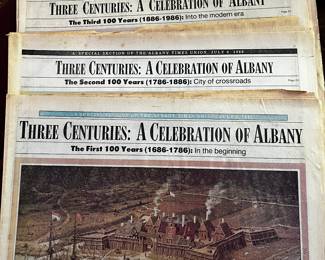 THREE CENTURIES: A CELEBRATION OF ALBANY
The Third 100 Years (1886-1986): Into the modern era
A SPECIAL SECTION OF THE ALBANY TIMES UNION, JULY 6, 1986
THREE CENTURIES: A CELEBRATION OF ALBANY
The Second 100 Years (1786-1886): City of crossroads
THREE CENTURIES: A CELEBRATION OF ALBANY
The First 100 Years (1686-1786): In the beginning